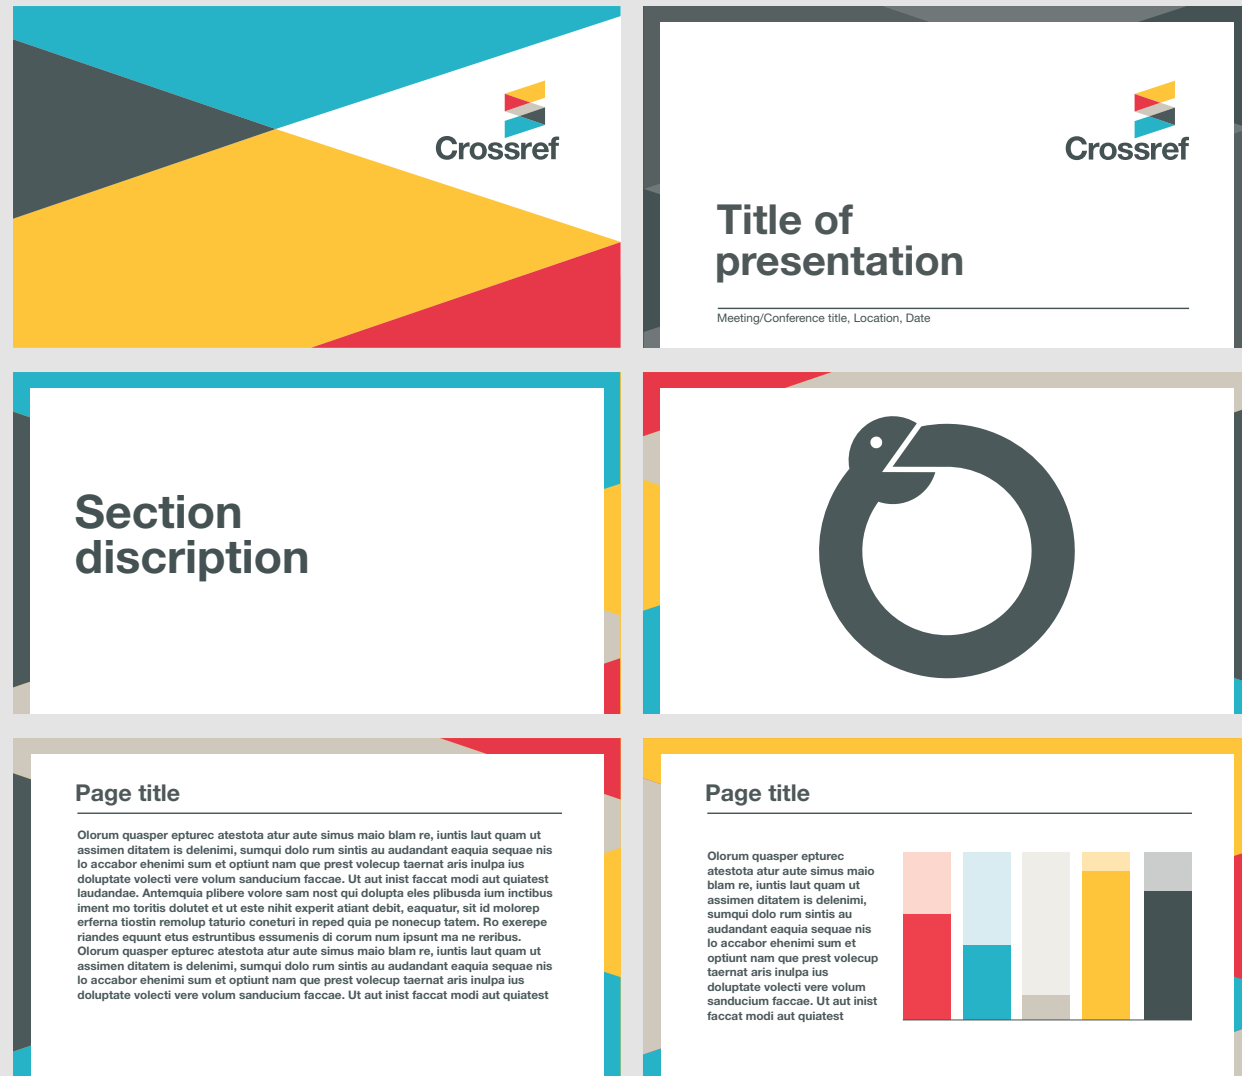 Crossref
Crossref
Title of
presentation
Meeting/Conference title, Location, Date
Section
discription
Page title
Olorum quasper epturec atestota atur aute simus maio blam re, iuntis laut quam ut
assimen ditatem is delenimi, sumqui dolo rum sintis au audandant eaquia sequae nis
lo accabor ehenimi sum et optiunt nam que prest volecup taernat aris inulpa ius
doluptate volecti vere volum sanducium faccae. Ut aut inist faccat modi aut quiatest
laudandae. Antemquia plibere volore sam nost qui dolupta eles plibusda ium inctibus
iment mo toritis dolutet et ut este nihit experit atiant debit, eaquatur, sit id molorep
erferna tiostin remolup taturio coneturi in reped quia pe nonecup tatem. Ro exerepe
riandes equunt etus estruntibus essumenis di corum num ipsunt ma ne reribus.
Olorum quasper epturec atestota atur aute simus maio blam re, iuntis laut quam ut
assimen ditatem is delenimi, sumqui dolo rum sintis au audandant eaquia sequae nis
lo accabor ehenimi sum et optiunt nam que prest volecup taernat aris inulpa ius
doluptate volecti vere volum sanducium faccae. Ut aut inist faccat modi aut quiatest
Page title
Olorum quasper epturec
atestota atur aute simus maio
blam re, iuntis laut quam ut
assimen ditatem is delenimi,
sumqui dolo rum sintis au
audandant eaquia sequae nis
lo accabor ehenimi sum et
optiunt nam que prest volecup
taernat aris inulpa ius
doluptate volecti vere volum
sanducium faccae. Ut aut inist
faccat modi aut quiatest